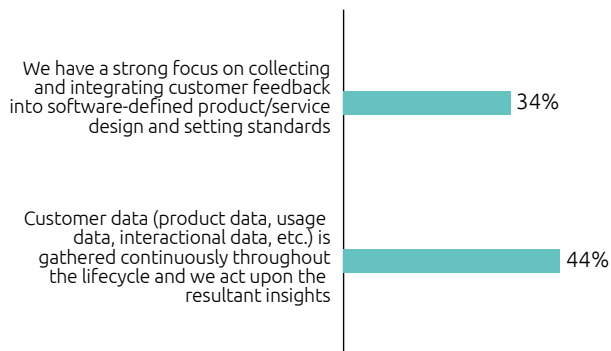 We have a strong focus on collecting
and integrating customer feedback
into software-defined product/service
design and setting standards
34%
Customer data (product data, usage
data, interactional data, etc.) is
gathered continuously throughout
the lifecycle and we act upon the
resultant insights
44%